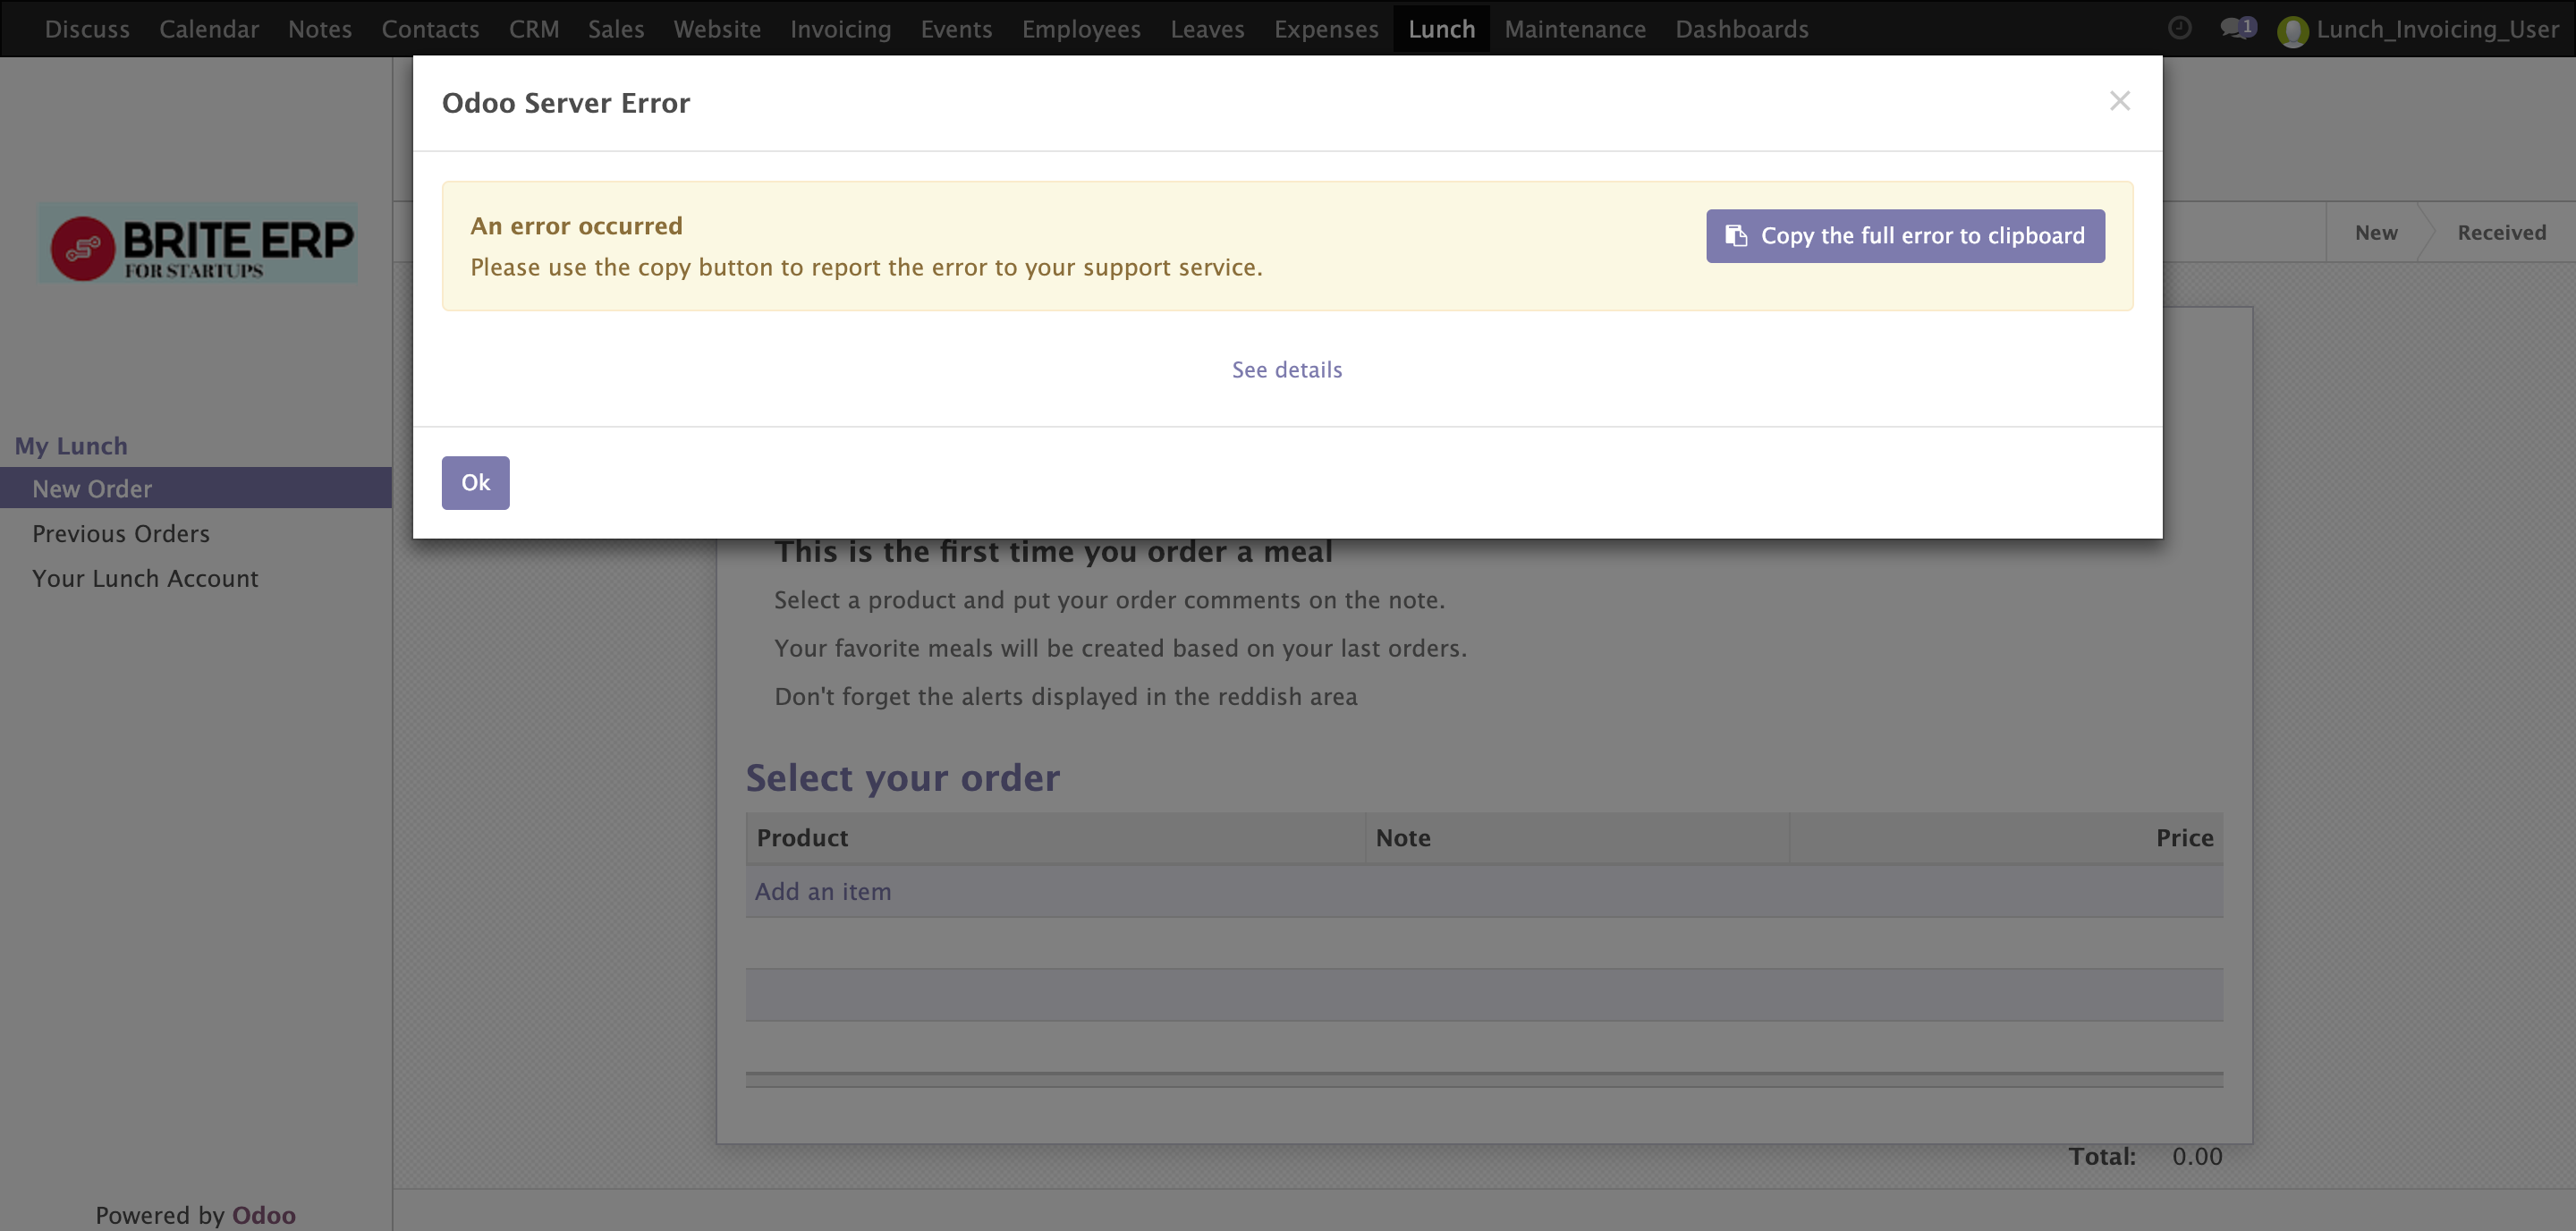 Discuss Calendar Notes Contacts CRM Sales Website Invoicing Events Employees Leaves Expenses Lunch Maintenance Dashboards 1 Lunch_Invoicing_User
Odoo Server Error
An error occurred
Please use the copy button to report the error to your support service.
Copy the full error to clipboard
See details
Ok
BRITE ERP
FOR STARTUPS
My Lunch
New Order
Previous Orders
Your Lunch Account
Powered by Odoo
New Received
This is the first time you order a meal
Select a product and put your order comments on the note.
Your favorite meals will be created based on your last orders.
Don't forget the alerts displayed in the reddish area
Select your order
Product Note Price
Add an item
Total: 0.00